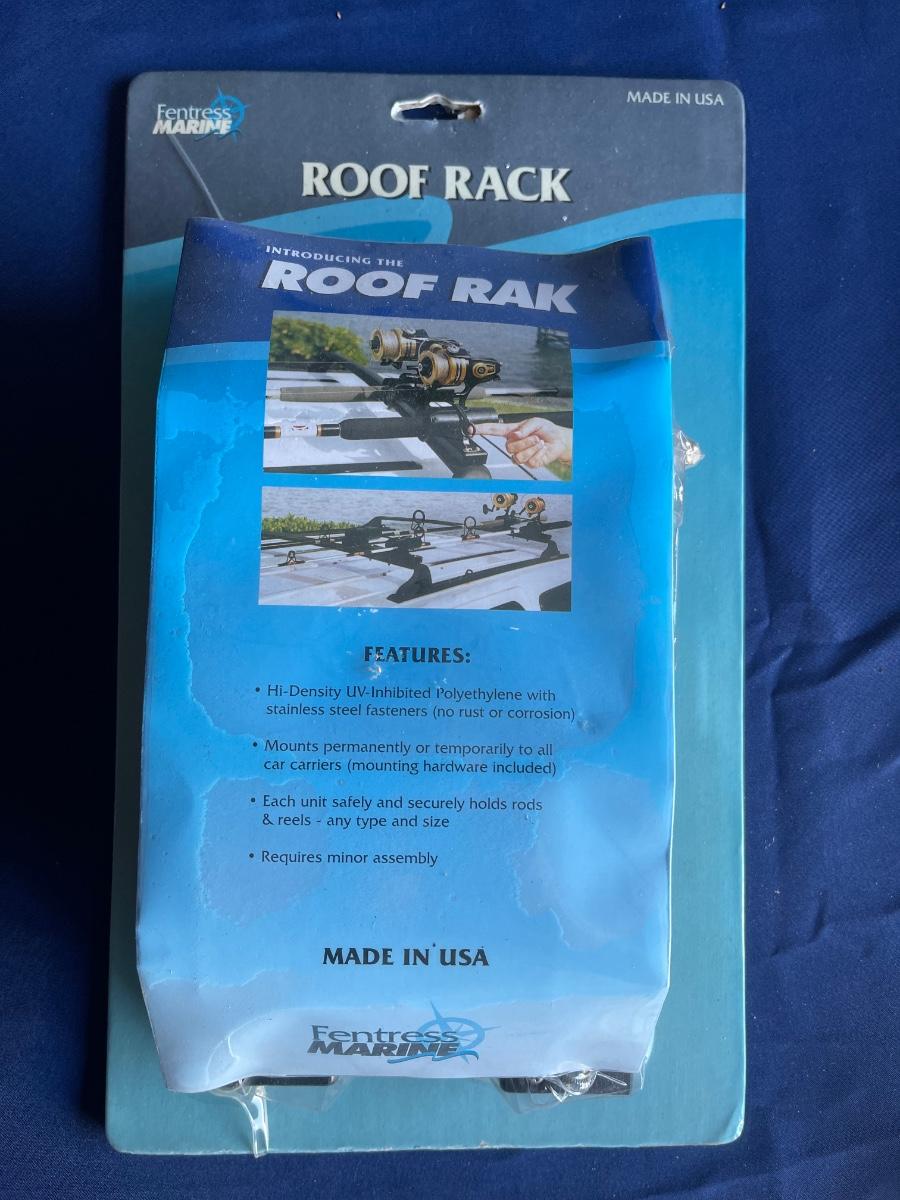 Fentress
MARINE
MADE IN USA
ROOF RACK
INTRODUCING THE
ROOF RAK
FEATURES:
• Hi-Density UV-Inhibited Polyethylene with
stainless steel fasteners (no rust or corrosion)
• Mounts permanently or temporarily to all
car carriers (mounting hardware included)
• Each unit safely and securely holds rods
& reels - any type and size
• Requires minor assembly
MADE IN USA
Fentress
MARINE